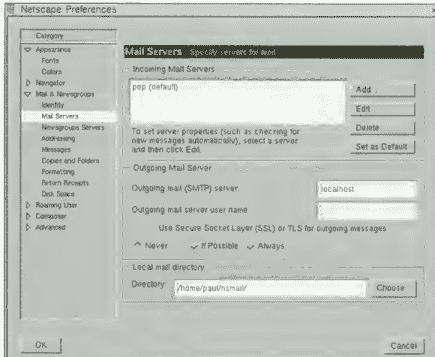 Netscape: Preferences
Category
Appearance
Fonts
Colors
Navigator
Mail & Newsgroups
Identity
Mail Servers
Newsgroups Servers
Addressing
Messages
Copies and Folders
Formatting
Return Receipts
Disk Space
Roaming User
Composer
Advanced
Mail Servers Specify servers for mail
Incoming Mail Servers
pop (default)
Add...
Edit
Delete
Set as Default
To set server properties (such as checking for
new messages automatically), select a server
and then click Edit.
Outgoing Mail Server
Outgoing mail (SMTP) server localhost
Outgoing mail server user name
Use Secure Socket Layer (SSL) or TLS for outgoing messages
Never If Possible Always
Local mail directory
Directory /home/paul/nsmail/ Choose
OK Cancel